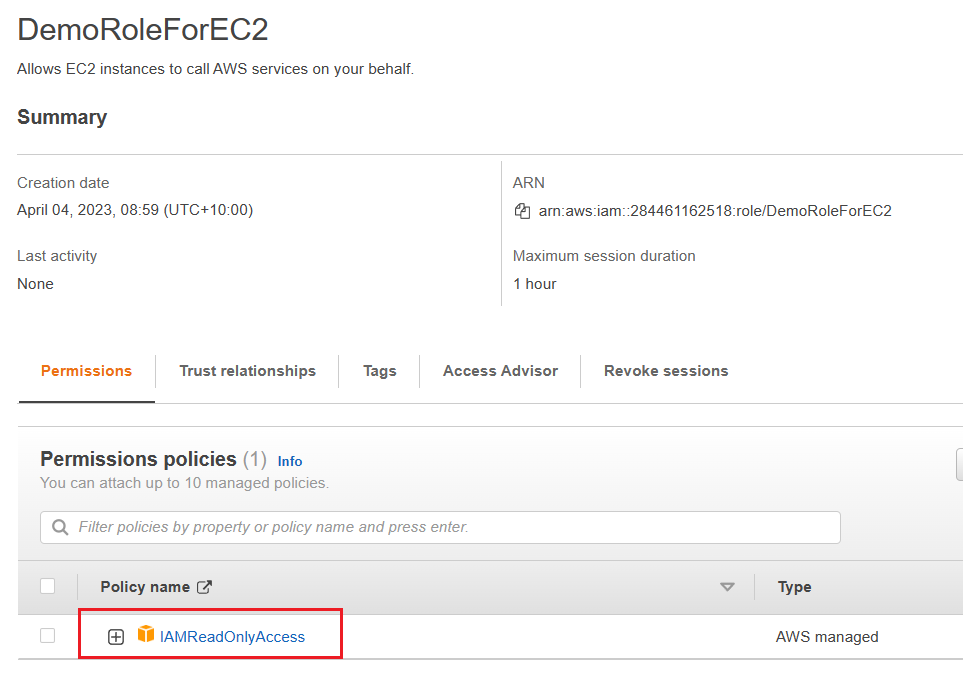 DemoRoleForEC2
Allows EC2 instances to call AWS services on your behalf.
Summary
Creation date
April 04, 2023, 08:59 (UTC+10:00)
ARN
arn:aws:iam::284461162518:role/DemoRoleForEC2
Last activity
None
Maximum session duration
1 hour
Permissions
Trust relationships
Tags
Access Advisor
Revoke sessions
Permissions policies (1) Info
You can attach up to 10 managed policies.
Filter policies by property or policy name and press enter.
Policy name
Type
IAMReadOnlyAccess
AWS managed